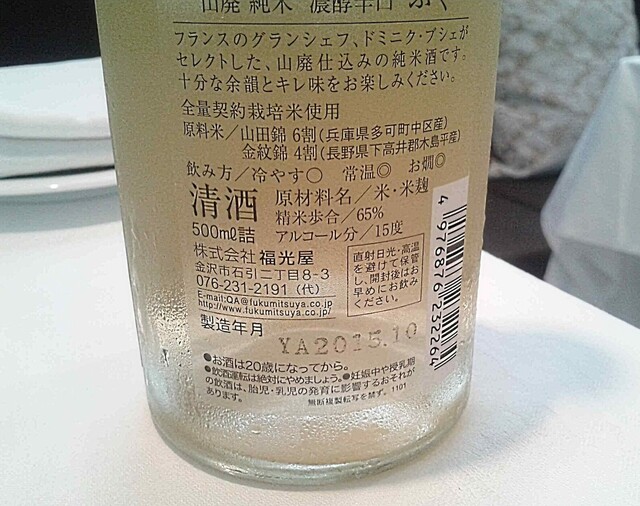 山廃 純米 濃醇辛口
フランスのグランシェフ、ドミニク・ブシェが
セレクトした、山廃仕込みの純米酒です。
十分な余韻とキレ味をお楽しみください。
全量契約栽培米使用
原料米／山田錦 6割(兵庫県多可町中区産)
金紋錦 4割(長野県下高井郡木島平産)
飲み方／冷やす○ 常温◎ お燗◎
清酒
500mℓ詰
原材料名／米・米麹
精米歩合／65%
アルコール分／15度
株式会社 福光屋
金沢市石引二丁目8-3
076-231-2191（代）
E-mail:QA@fukumitsuya.co.jp
http://www.fukumitsuya.co.jp/
直射日光・高温
を避けて保管
し、開封後はお
早めにお飲み
ください。
4976876232264
製造年月
YA2015.10
●お酒は20歳になってから。
●飲酒運転は絶対にやめましょう。●妊娠中や授乳期
の飲酒は、胎児・乳児の発育に影響するおそれが
あります。
無断複製転写を禁ず。1101